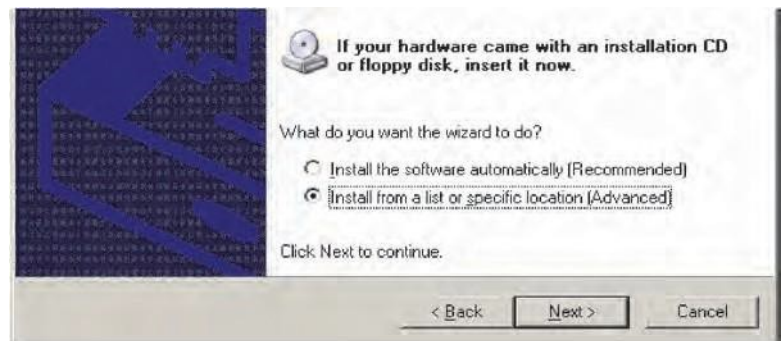 If your hardware came with an installation CD
or floppy disk, insert it now.
What do you want the wizard to do?
Install the software automatically (Recommended)
Install from a list or specific location (Advanced)
Click Next to continue.
< Back Next > Cancel